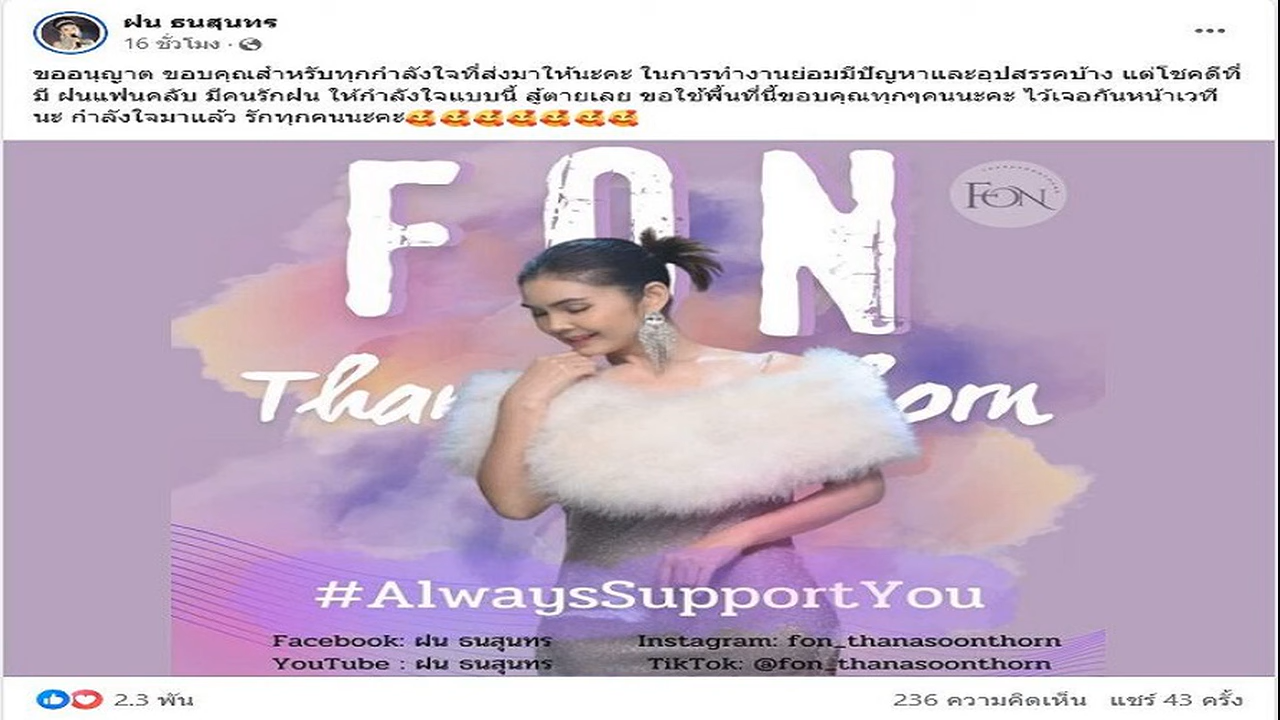 ฝน ธนสุนทร
16 ชั่วโมง ·
ขออนุญาต ขอบคุณสำหรับทุกกำลังใจที่ส่งมาให้นะคะ ในการทำงานย่อมมีปัญหาและอุปสรรคบ้าง แต่โชคดีที่
มี ฝนแฟนคลับ มีคนรักฝน ให้กำลังใจแบบนี้ สู้ตายเลย ขอใช้พื้นที่นี้ขอบคุณทุกๆคนนะคะ ไว้เจอกันหน้าเวที
นะ กำลังใจมาแล้ว รักทุกคนนะคะ🥰🥰🥰🥰🥰🥰🥰
FON
FON
#AlwaysSupportYou
Facebook: ฝน ธนสุนทร Instagram: fon_thanasoonthorn
YouTube : ฝน ธนสุนทร TikTok: @fon_thanasoonthorn
2.3 พัน 236 ความคิดเห็น แชร์ 43 ครั้ง